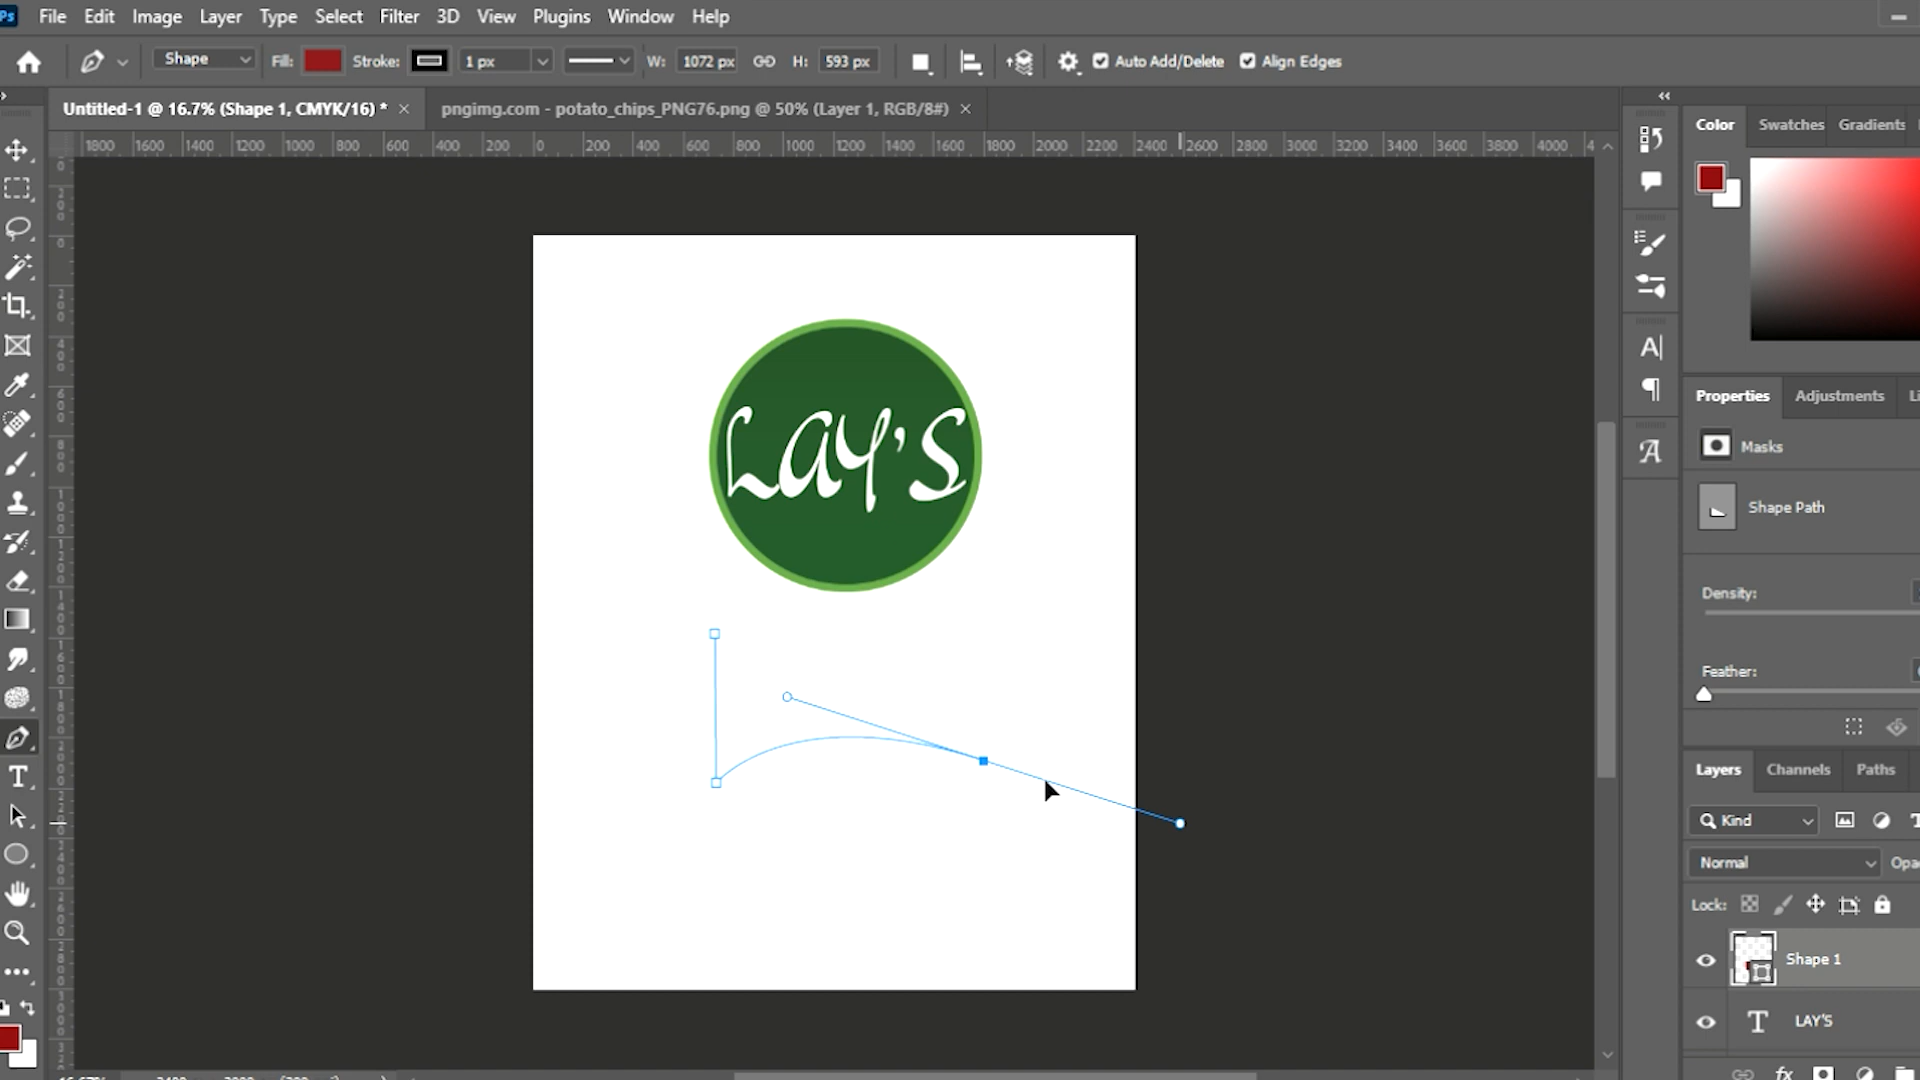 Ps File Edit Image Layer Type Select Filter 3D View Plugins Window Help
Shape Fill: Stroke: 1 px W: 1072 px H: 593 px Auto Add/Delete Align Edges
Untitled-1 @ 16.7% (Shape 1, CMYK/16) * × pngimg.com - potato_chips_PNG76.png @ 50% (Layer 1, RGB/8#) ×
1800 1600 1400 1200 1000 800 600 400 200 0 200 400 600 800 1000 1200 1400 1600 1800 2000 2200 2400 2600 2800 3000 3200 3400 3600 3800 4000
Color Swatches Gradients
LAY'S
Properties Adjustments Li
Masks
Shape Path
Density:
Feather:
Layers Channels Paths
Kind
Normal Opa
Lock:
Shape 1
LAY'S
fx